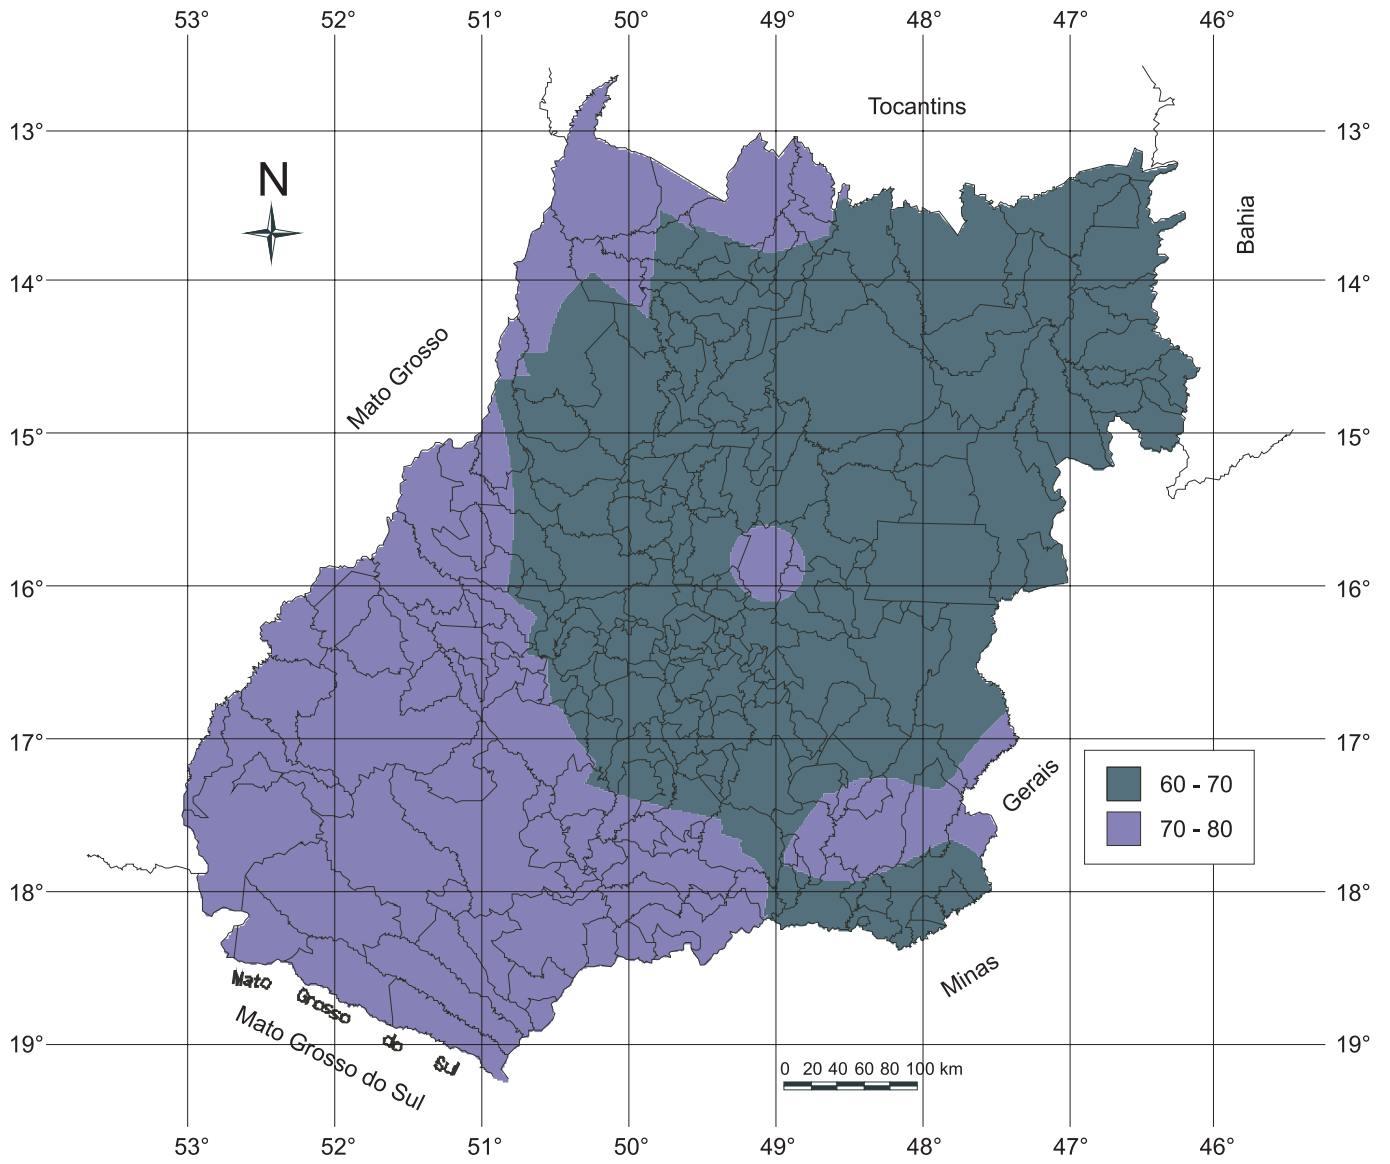 53° 52° 51° 50° 49° 48° 47° 46°
Tocantins
13° 13°
N
Bahia
14° 14°
Mato Grosso
15° 15°
16° 16°
17° 17°
Gerais
60 - 70
70 - 80
18° 18°
Minas
Mato Grosso do Sul
Mato Grosso do Sul
19° 19°
0 20 40 60 80 100 km
53° 52° 51° 50° 49° 48° 47° 46°